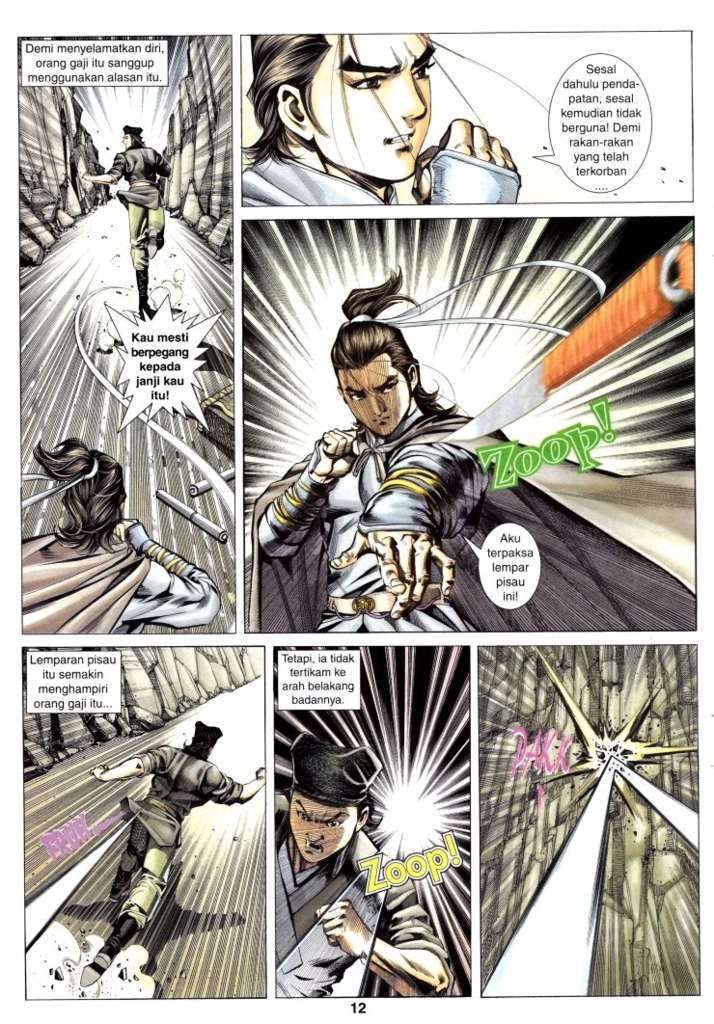 Demi menyelamatkan diri,
orang gaji itu sanggup
menggunakan alasan itu.
Kau mesti
berpegang
kepada
janji kau
itu!
Sesal
dahulu penda-
patan, sesal
kemudian tidak
berguna! Demi
rakan-rakan
yang telah
terkorban
....
Zoop!
Aku
terpaksa
lempar
pisau
ini!
Lemparan pisau
itu semakin
menghampiri
orang gaji itu...
Tetapi, ia tidak
tertikam ke
arah belakang
badannya.
Zoop!
PAKK
!
12